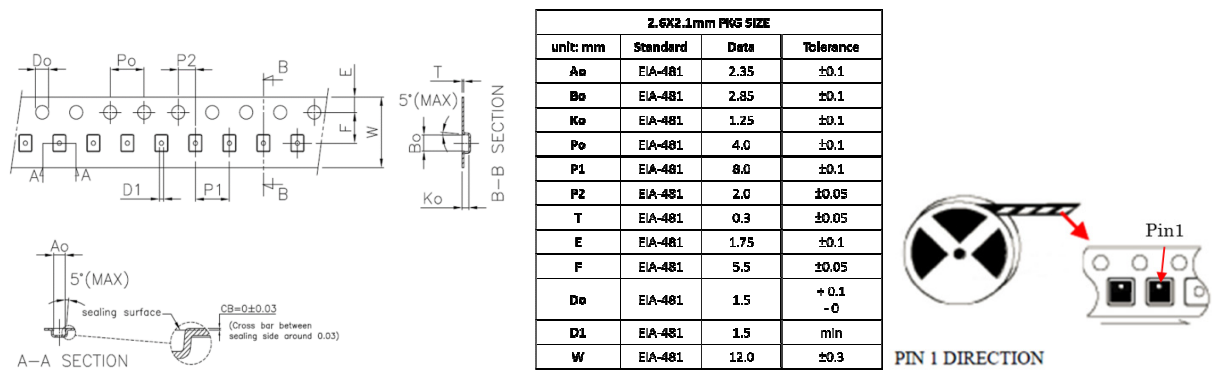 Do
Po
P2
B
E
F
W
A
A
D1
P1
B
T
5°(MAX)
Bo
Ko
B-B SECTION
Ao
5°(MAX)
sealing surface
CB=0±0.03
(Cross bar between
sealing side around 0.03)
A-A SECTION
2.6X2.1mm PKG SIZE
unit: mm Standard Data Tolerance
Ao EIA-481 2.35 ±0.1
Bo EIA-481 2.85 ±0.1
Ko EIA-481 1.25 ±0.1
Po EIA-481 4.0 ±0.1
P1 EIA-481 8.0 ±0.1
P2 EIA-481 2.0 ±0.05
T EIA-481 0.3 ±0.05
E EIA-481 1.75 ±0.1
F EIA-481 5.5 ±0.05
Do EIA-481 1.5 + 0.1
- 0
D1 EIA-481 1.5 min
W EIA-481 12.0 ±0.3
Pin1
PIN 1 DIRECTION